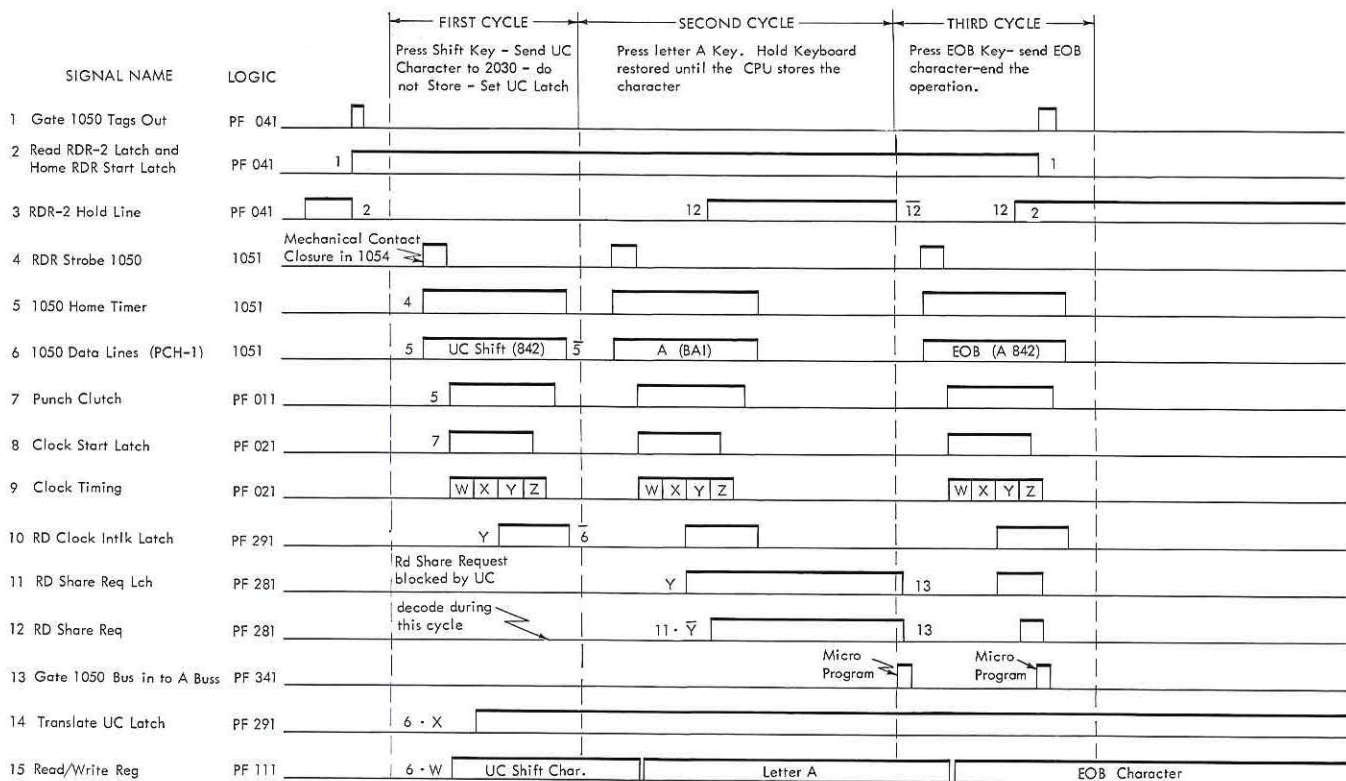 FIRST CYCLE SECOND CYCLE THIRD CYCLE
Press Shift Key - Send UC
Character to 2030 - do
not Store - Set UC Latch
Press letter A Key. Hold Keyboard
restored until the CPU stores the
character
Press EOB Key- send EOB
character-end the
operation.
SIGNAL NAME LOGIC
1 Gate 1050 Tags Out PF 041
2 Read RDR-2 Latch and
Home RDR Start Latch PF 041 1 1
3 RDR-2 Hold Line PF 041 2 12 1̅2̅ 12 2
Mechanical Contact
Closure in 1054
4 RDR Strobe 1050 1051
5 1050 Home Timer 1051 4
6 1050 Data Lines (PCH-1) 1051 5 UC Shift (842) 5̅ A (BA1) EOB (A 842)
7 Punch Clutch PF 011 5
8 Clock Start Latch PF 021 7
9 Clock Timing PF 021 W X Y Z W X Y Z W X Y Z
10 RD Clock Intlk Latch PF 291 Y 6̅
Rd Share Request
blocked by UC
11 RD Share Req Lch PF 281 Y 13
decode during
this cycle
12 RD Share Req PF 281 11 · Y̅ 13
Micro
Program
Micro
Program
13 Gate 1050 Bus in to A Buss PF 341
14 Translate UC Latch PF 291 6 · X
15 Read/Write Reg PF 111 6 · W UC Shift Char. Letter A EOB Character